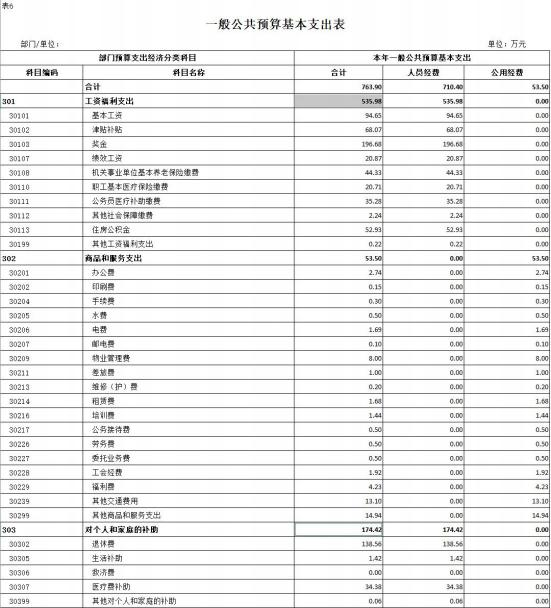 表6
一般公共预算基本支出表
部门/单位： 单位：万元
部门预算支出经济分类科目 本年一般公共预算基本支出
科目编码 科目名称 合计 人员经费 公用经费
合计 763.90 710.40 53.50
301 工资福利支出 535.98 535.98 0.00
30101 基本工资 94.65 94.65 0.00
30102 津贴补贴 68.07 68.07 0.00
30103 奖金 196.68 196.68 0.00
30107 绩效工资 20.87 20.87 0.00
30108 机关事业单位基本养老保险缴费 44.33 44.33 0.00
30110 职工基本医疗保险缴费 20.71 20.71 0.00
30111 公务员医疗补助缴费 35.28 35.28 0.00
30112 其他社会保障缴费 2.24 2.24 0.00
30113 住房公积金 52.93 52.93 0.00
30199 其他工资福利支出 0.22 0.22 0.00
302 商品和服务支出 53.50 0.00 53.50
30201 办公费 2.74 0.00 2.74
30202 印刷费 0.15 0.00 0.15
30204 手续费 0.30 0.00 0.30
30205 水费 0.50 0.00 0.50
30206 电费 1.69 0.00 1.69
30207 邮电费 0.10 0.00 0.10
30209 物业管理费 8.00 0.00 8.00
30211 差旅费 1.00 0.00 1.00
30213 维修（护）费 0.20 0.00 0.20
30214 租赁费 1.68 0.00 1.68
30216 培训费 1.44 0.00 1.44
30217 公务接待费 0.50 0.00 0.50
30226 劳务费 0.50 0.00 0.50
30227 委托业务费 0.50 0.00 0.50
30228 工会经费 1.92 0.00 1.92
30229 福利费 4.23 0.00 4.23
30239 其他交通费用 13.10 0.00 13.10
30299 其他商品和服务支出 14.94 0.00 14.94
303 对个人和家庭的补助 174.42 174.42 0.00
30302 退休费 138.56 138.56 0.00
30305 生活补助 1.42 1.42 0.00
30306 救济费 0.00 0.00 0.00
30307 医疗费补助 34.38 34.38 0.00
30399 其他对个人和家庭的补助 0.06 0.06 0.00